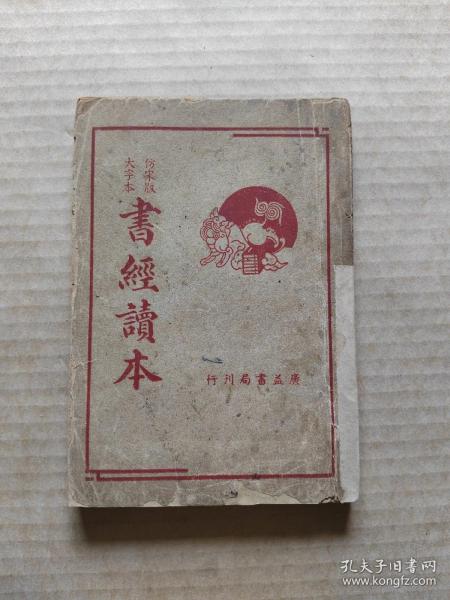 仿宋版
大字本
書經讀本
廣益書局刊行
孔夫子旧书网
www.kongfz.com